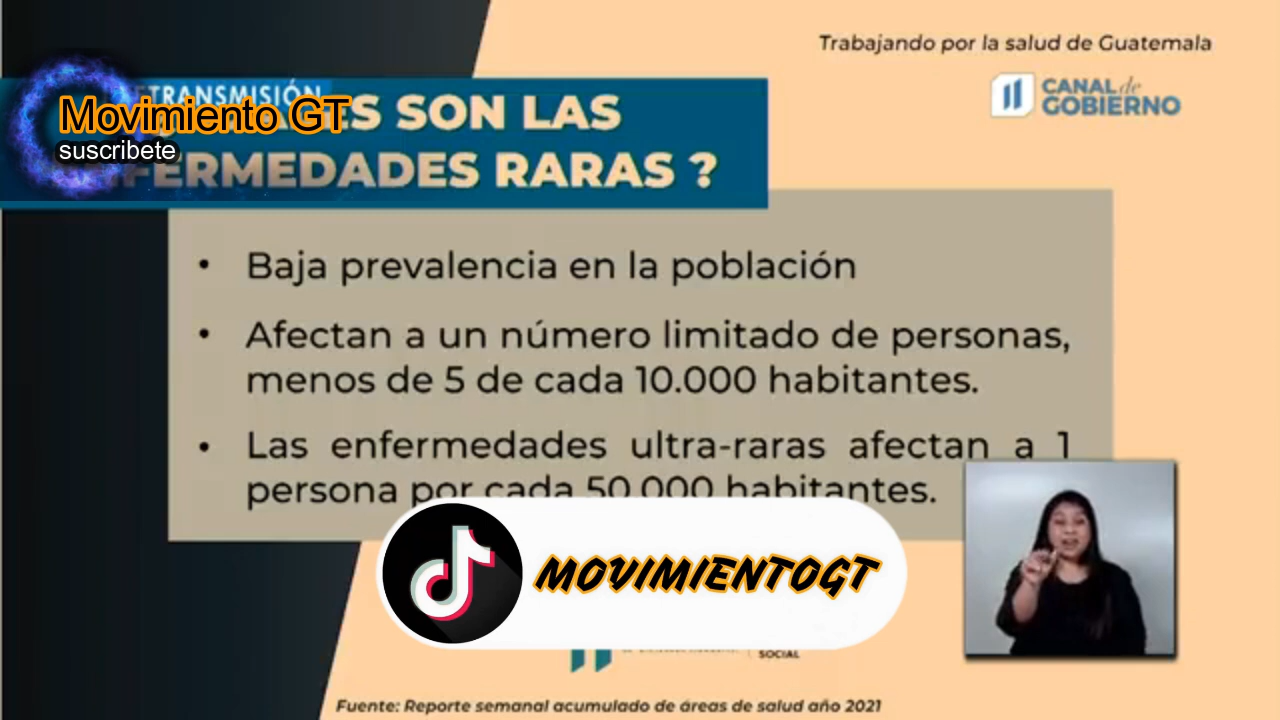 Trabajando por la salud de Guatemala
CANAL de
GOBIERNO
TRANSMISIÓN
Movimiento GT
suscribete
SON LAS
RARAS ?
• Baja prevalencia en la población
• Afectan a un número limitado de personas,
menos de 5 de cada 10.000 habitantes.
• Las enfermedades ultra-raras afectan a 1
persona por cada 50.000 habitantes.
MOVIMIENTOGT
SOCIAL
Fuente: Reporte semanal acumulado de áreas de salud año 2021